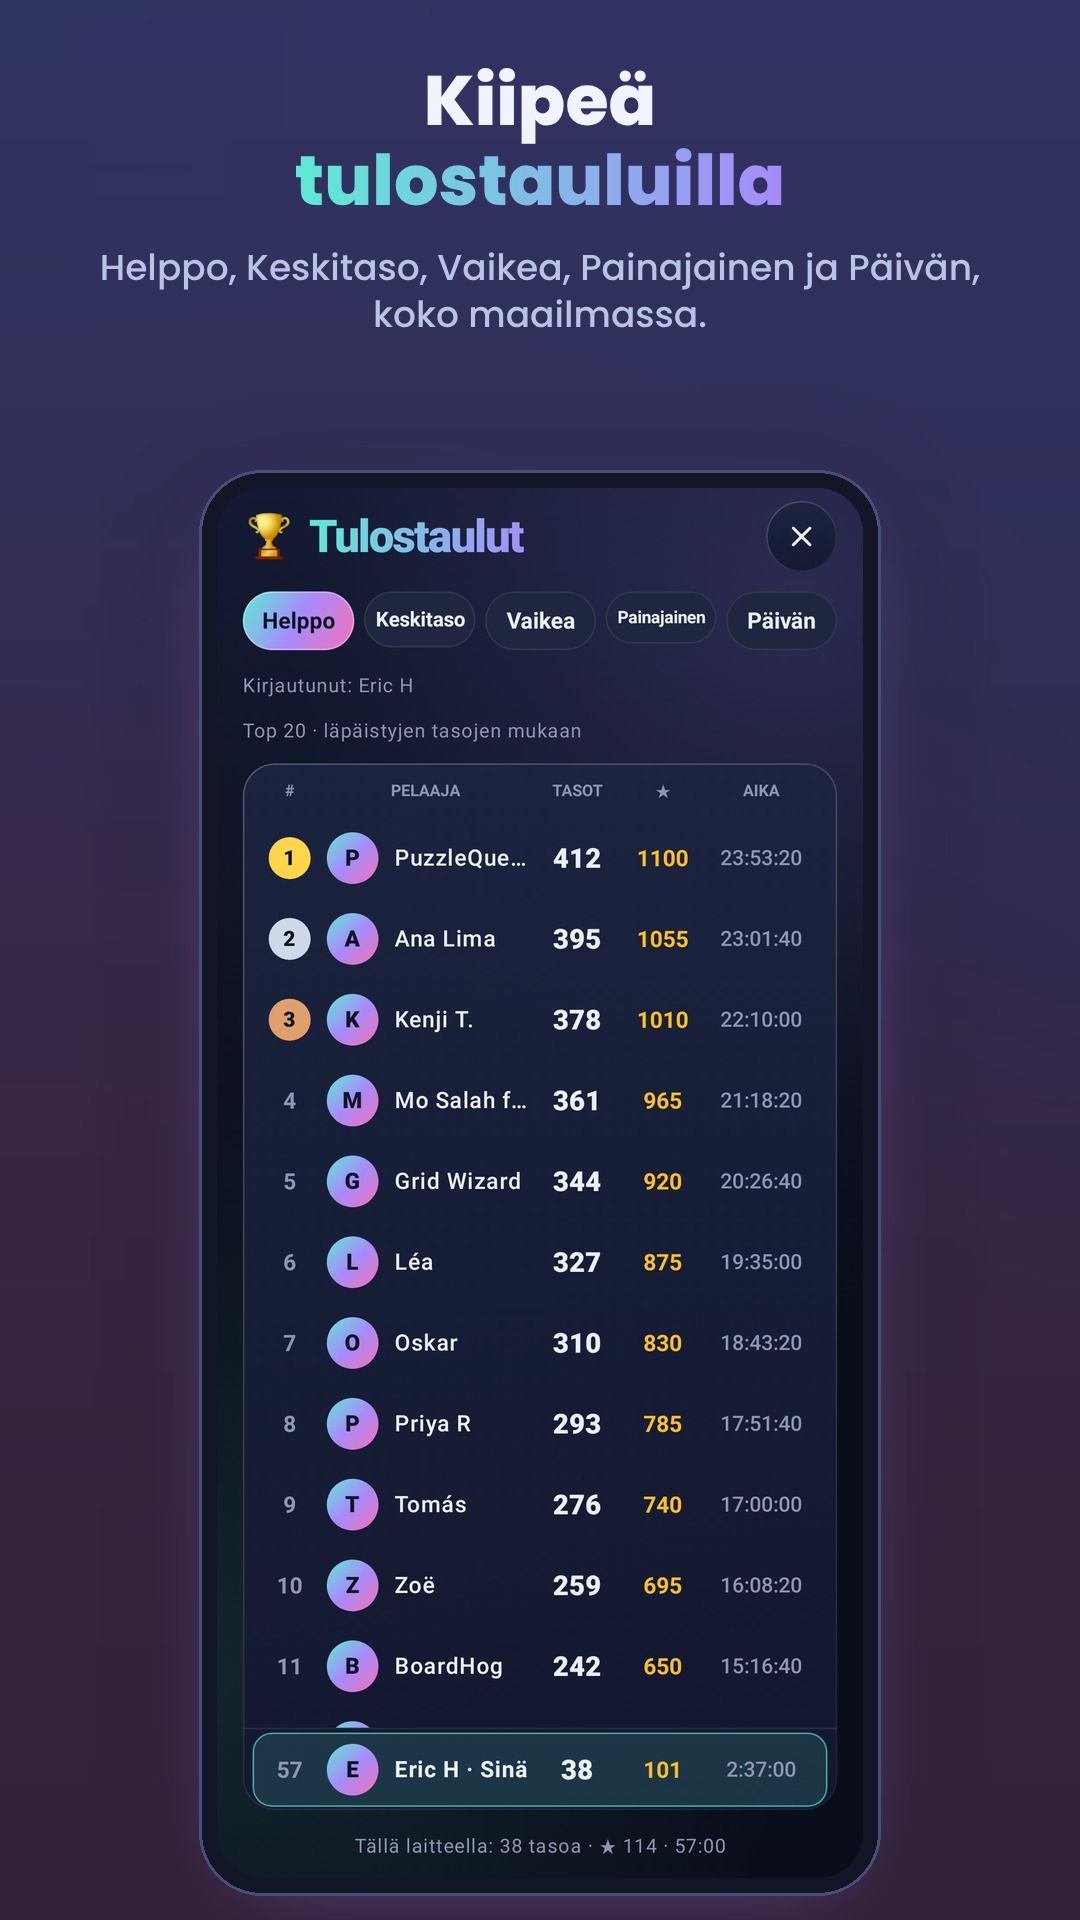 Kiipeä
tulostauluilla
Helppo, Keskitaso, Vaikea, Painajainen ja Päivän,
koko maailmassa.
🏆 Tulostaulut ✕
Helppo Keskitaso Vaikea Painajainen Päivän
Kirjautunut: Eric H
Top 20 · läpäistyjen tasojen mukaan
# PELAAJA TASOT ★ AIKA
1 P PuzzleQue... 412 1100 23:53:20
2 A Ana Lima 395 1055 23:01:40
3 K Kenji T. 378 1010 22:10:00
4 M Mo Salah f... 361 965 21:18:20
5 G Grid Wizard 344 920 20:26:40
6 L Léa 327 875 19:35:00
7 O Oskar 310 830 18:43:20
8 P Priya R 293 785 17:51:40
9 T Tomás 276 740 17:00:00
10 Z Zoë 259 695 16:08:20
11 B BoardHog 242 650 15:16:40
57 E Eric H · Sinä 38 101 2:37:00
Tällä laitteella: 38 tasoa · ★ 114 · 57:00